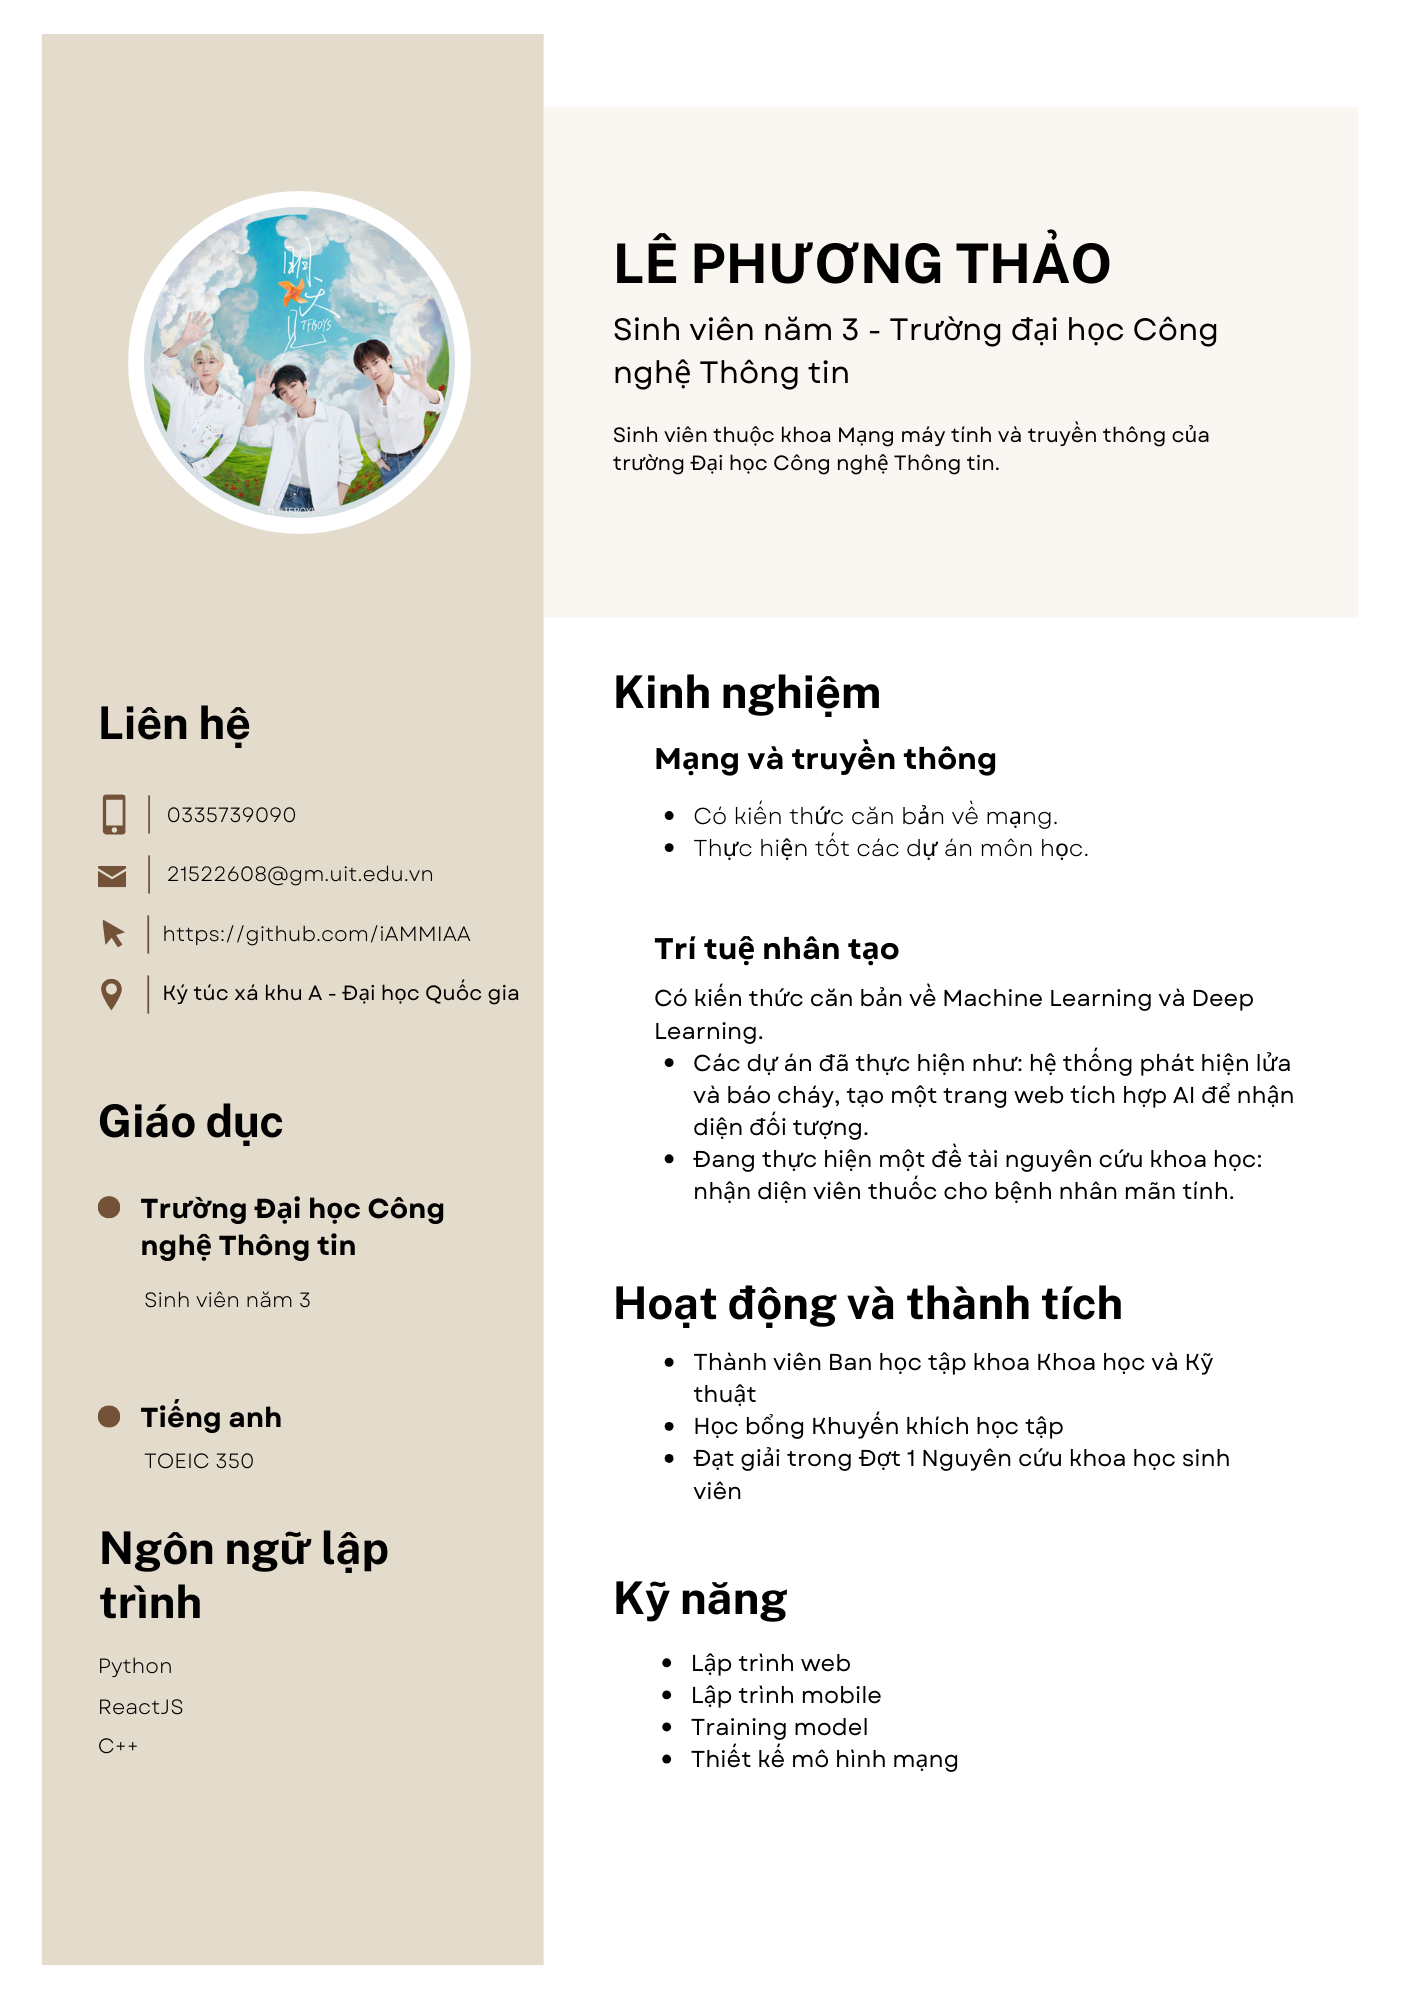 TFBOYS
LÊ PHƯƠNG THẢO
Sinh viên năm 3 - Trường đại học Công
nghệ Thông tin
Sinh viên thuộc khoa Mạng máy tính và truyền thông của
trường Đại học Công nghệ Thông tin.
Liên hệ
0335739090
21522608@gm.uit.edu.vn
https://github.com/iAMMIAA
Ký túc xá khu A - Đại học Quốc gia
Giáo dục
Trường Đại học Công
nghệ Thông tin
Sinh viên năm 3
Tiếng anh
TOEIC 350
Ngôn ngữ lập
trình
Python
ReactJS
C++
Kinh nghiệm
Mạng và truyền thông
• Có kiến thức căn bản về mạng.
• Thực hiện tốt các dự án môn học.
Trí tuệ nhân tạo
Có kiến thức căn bản về Machine Learning và Deep
Learning.
• Các dự án đã thực hiện như: hệ thống phát hiện lửa
và báo cháy, tạo một trang web tích hợp AI để nhận
diện đối tượng.
• Đang thực hiện một đề tài nguyên cứu khoa học:
nhận diện viên thuốc cho bệnh nhân mãn tính.
Hoạt động và thành tích
• Thành viên Ban học tập khoa Khoa học và Kỹ
thuật
• Học bổng Khuyến khích học tập
• Đạt giải trong Đợt 1 Nguyên cứu khoa học sinh
viên
Kỹ năng
• Lập trình web
• Lập trình mobile
• Training model
• Thiết kế mô hình mạng